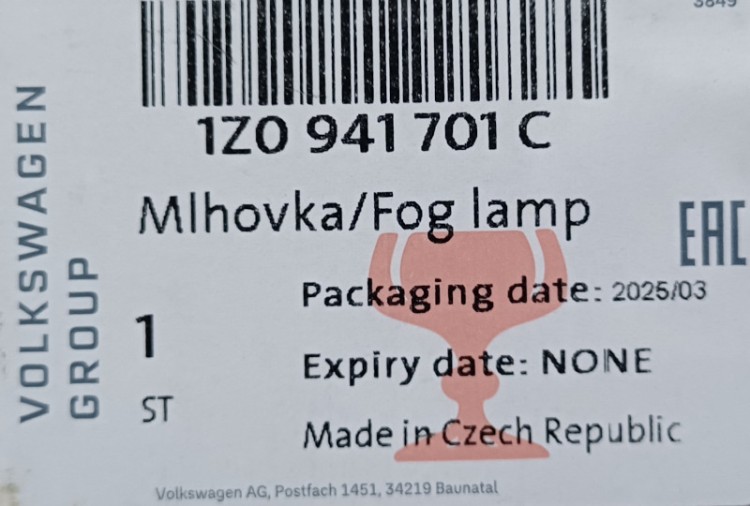 1Z0 941 701 C
Mlhovka/Fog lamp
EAC
Packaging date: 2025/03
1
Expiry date: NONE
ST
Made in Czech Republic
Volkswagen AG, Postfach 1451, 34219 Baunatal
VOLKSWAGEN
GROUP